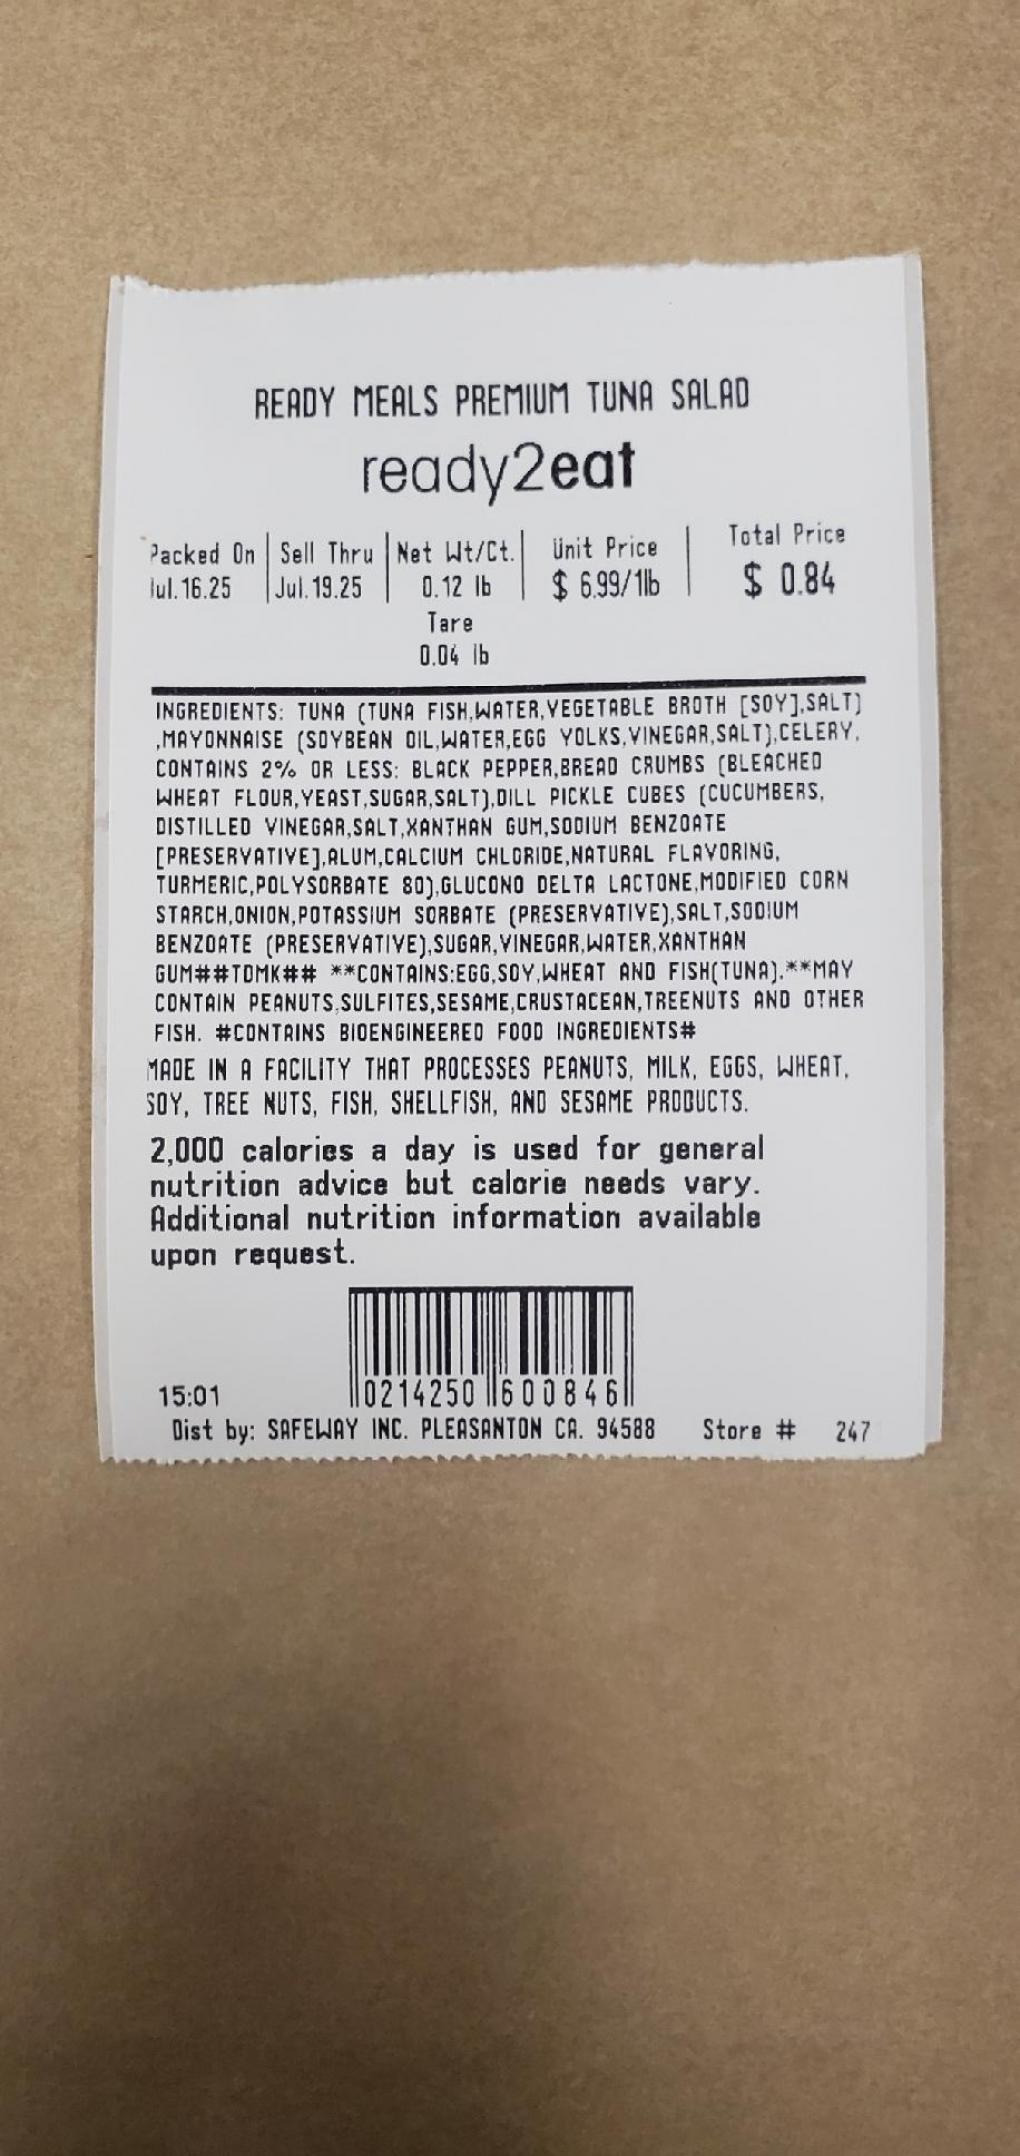 READY MEALS PREMIUM TUNA SALAD
ready2eat
Packed On Sell Thru Net Wt/Ct. Unit Price Total Price
Jul.16.25 Jul.19.25 0.12 lb $ 6.99/1lb $ 0.84
Tare
0.04 lb
INGREDIENTS: TUNA (TUNA FISH,WATER,VEGETABLE BROTH [SOY],SALT)
,MAYONNAISE (SOYBEAN OIL,WATER,EGG YOLKS,VINEGAR,SALT),CELERY.
CONTAINS 2% OR LESS: BLACK PEPPER,BREAD CRUMBS (BLEACHED
WHEAT FLOUR,YEAST,SUGAR,SALT),DILL PICKLE CUBES (CUCUMBERS,
DISTILLED VINEGAR,SALT,XANTHAN GUM,SODIUM BENZOATE
[PRESERVATIVE],ALUM,CALCIUM CHLORIDE,NATURAL FLAVORING,
TURMERIC,POLYSORBATE 80),GLUCONO DELTA LACTONE,MODIFIED CORN
STARCH,ONION,POTASSIUM SORBATE (PRESERVATIVE),SALT,SODIUM
BENZOATE (PRESERVATIVE),SUGAR,VINEGAR,WATER,XANTHAN
GUM##TDMK## **CONTAINS:EGG,SOY,WHEAT AND FISH(TUNA).**MAY
CONTAIN PEANUTS,SULFITES,SESAME,CRUSTACEAN,TREENUTS AND OTHER
FISH. #CONTAINS BIOENGINEERED FOOD INGREDIENTS#
MADE IN A FACILITY THAT PROCESSES PEANUTS, MILK, EGGS, WHEAT,
SOY, TREE NUTS, FISH, SHELLFISH, AND SESAME PRODUCTS.
2,000 calories a day is used for general
nutrition advice but calorie needs vary.
Additional nutrition information available
upon request.
0214250 600846
15:01
Dist by: SAFEWAY INC. PLEASANTON CA. 94588 Store # 247